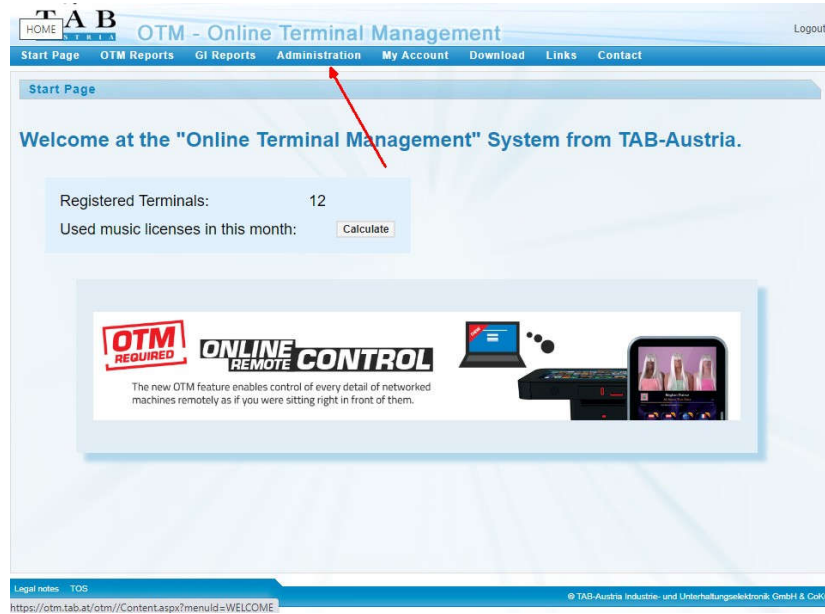 TAB
HOME
AUSTRIA
OTM - Online Terminal Management
Logout
Start Page OTM Reports GI Reports Administration My Account Download Links Contact
Start Page
Welcome at the "Online Terminal Management" System from TAB-Austria.
Registered Terminals: 12
Used music licenses in this month: Calculate
OTM
REQUIRED
ONLINE
REMOTE CONTROL
The new OTM feature enables control of every detail of networked
machines remotely as if you were sitting right in front of them.
Legal notes TOS
© TAB-Austria Industrie- und Unterhaltungselektronik GmbH & CoK
https://otm.tab.at/otm//Content.aspx?menuId=WELCOME